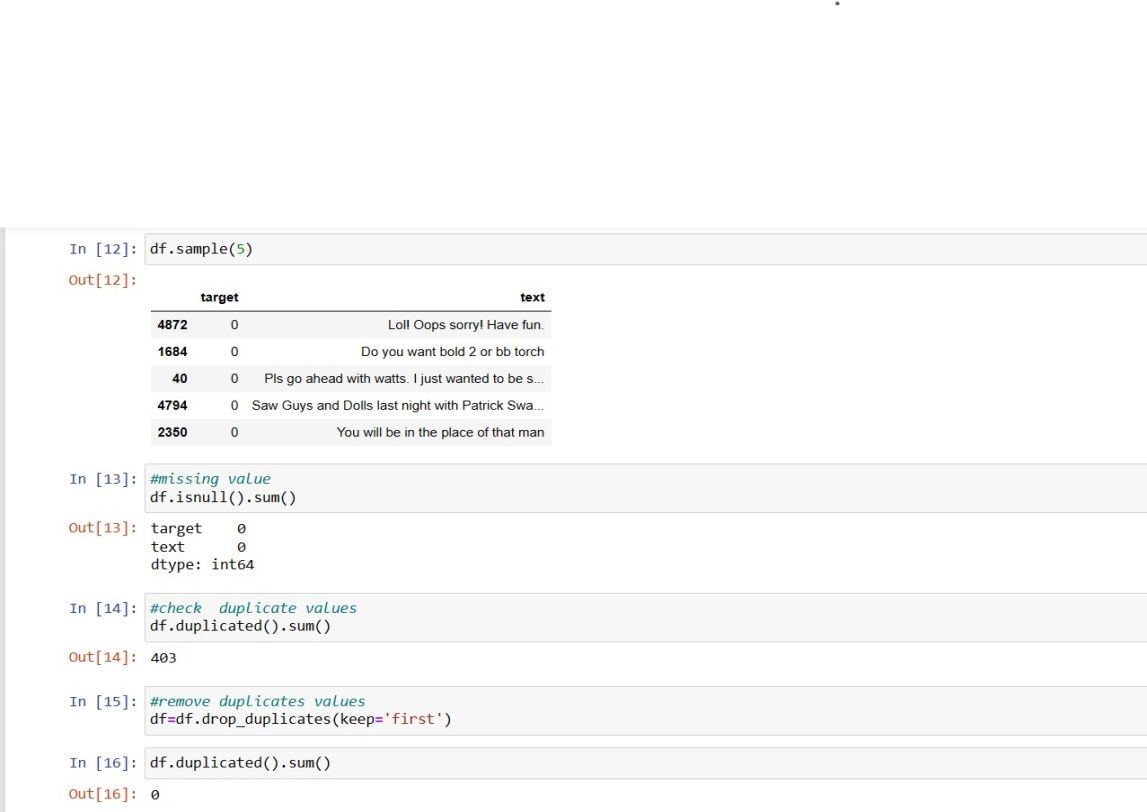 In [12]: df.sample(5)
Out[12]:
target text
4872 0 Lol! Oops sorry! Have fun.
1684 0 Do you want bold 2 or bb torch
40 0 Pls go ahead with watts. I just wanted to be s...
4794 0 Saw Guys and Dolls last night with Patrick Swa...
2350 0 You will be in the place of that man
In [13]: #missing value
df.isnull().sum()
Out[13]: target    0
text      0
dtype: int64
In [14]: #check  duplicate values
df.duplicated().sum()
Out[14]: 403
In [15]: #remove duplicates values
df=df.drop_duplicates(keep='first')
In [16]: df.duplicated().sum()
Out[16]: 0